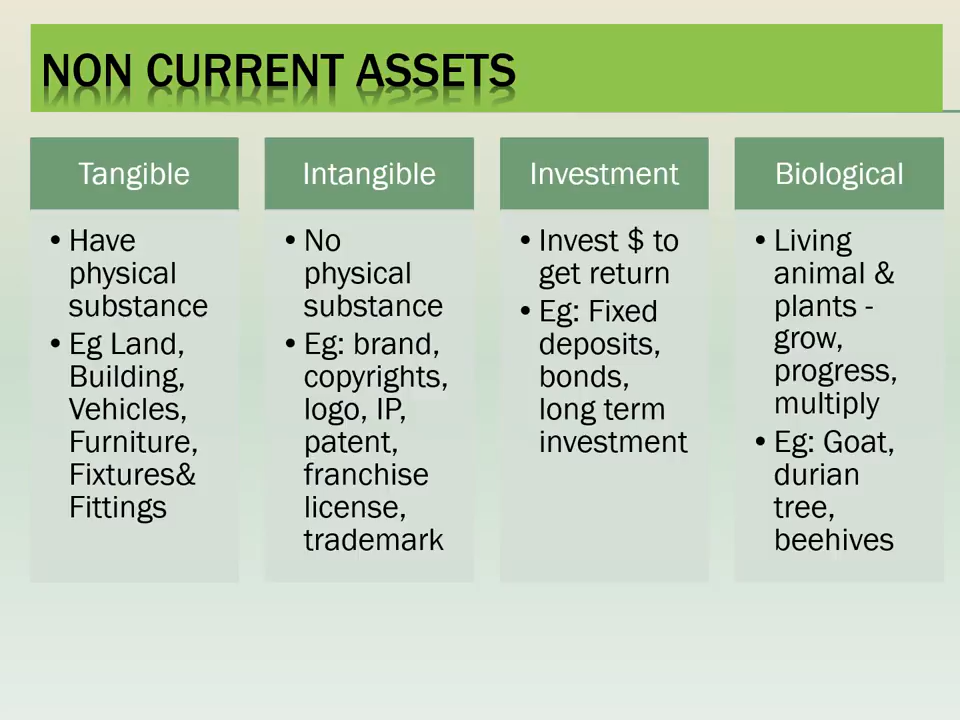 NON CURRENT ASSETS
Tangible
• Have
physical
substance
• Eg Land,
Building,
Vehicles,
Furniture,
Fixtures&
Fittings
Intangible
• No
physical
substance
• Eg: brand,
copyrights,
logo, IP,
patent,
franchise
license,
trademark
Investment
• Invest $ to
get return
• Eg: Fixed
deposits,
bonds,
long term
investment
Biological
• Living
animal &
plants -
grow,
progress,
multiply
• Eg: Goat,
durian
tree,
beehives